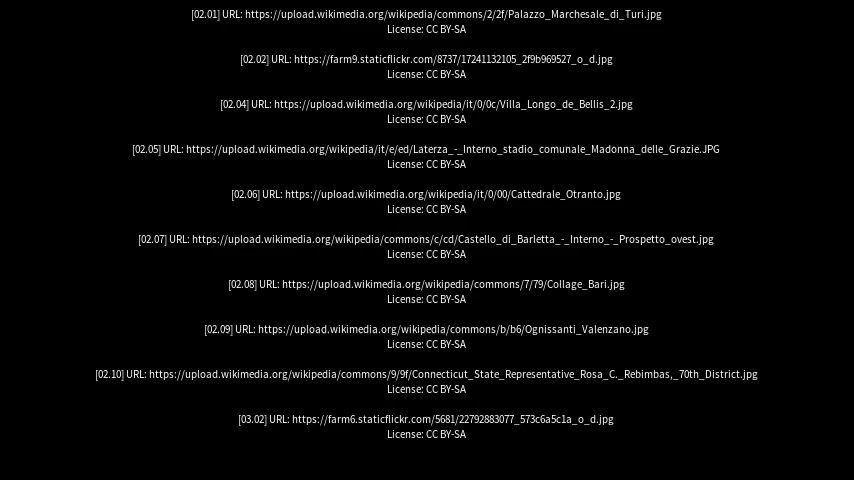 [02.01] URL: https://upload.wikimedia.org/wikipedia/commons/2/2f/Palazzo_Marchesale_di_Turi.jpg
License: CC BY-SA
[02.02] URL: https://farm9.staticflickr.com/8737/17241132105_2f9b969527_o_d.jpg
License: CC BY-SA
[02.04] URL: https://upload.wikimedia.org/wikipedia/it/0/0c/Villa_Longo_de_Bellis_2.jpg
License: CC BY-SA
[02.05] URL: https://upload.wikimedia.org/wikipedia/it/e/ed/Laterza_-_Interno_stadio_comunale_Madonna_delle_Grazie.JPG
License: CC BY-SA
[02.06] URL: https://upload.wikimedia.org/wikipedia/it/0/00/Cattedrale_Otranto.jpg
License: CC BY-SA
[02.07] URL: https://upload.wikimedia.org/wikipedia/commons/c/cd/Castello_di_Barletta_-_Interno_-_Prospetto_ovest.jpg
License: CC BY-SA
[02.08] URL: https://upload.wikimedia.org/wikipedia/commons/7/79/Collage_Bari.jpg
License: CC BY-SA
[02.09] URL: https://upload.wikimedia.org/wikipedia/commons/b/b6/Ognissanti_Valenzano.jpg
License: CC BY-SA
[02.10] URL: https://upload.wikimedia.org/wikipedia/commons/9/9f/Connecticut_State_Representative_Rosa_C._Rebimbas,_70th_District.jpg
License: CC BY-SA
[03.02] URL: https://farm6.staticflickr.com/5681/22792883077_573c6a5c1a_o_d.jpg
License: CC BY-SA